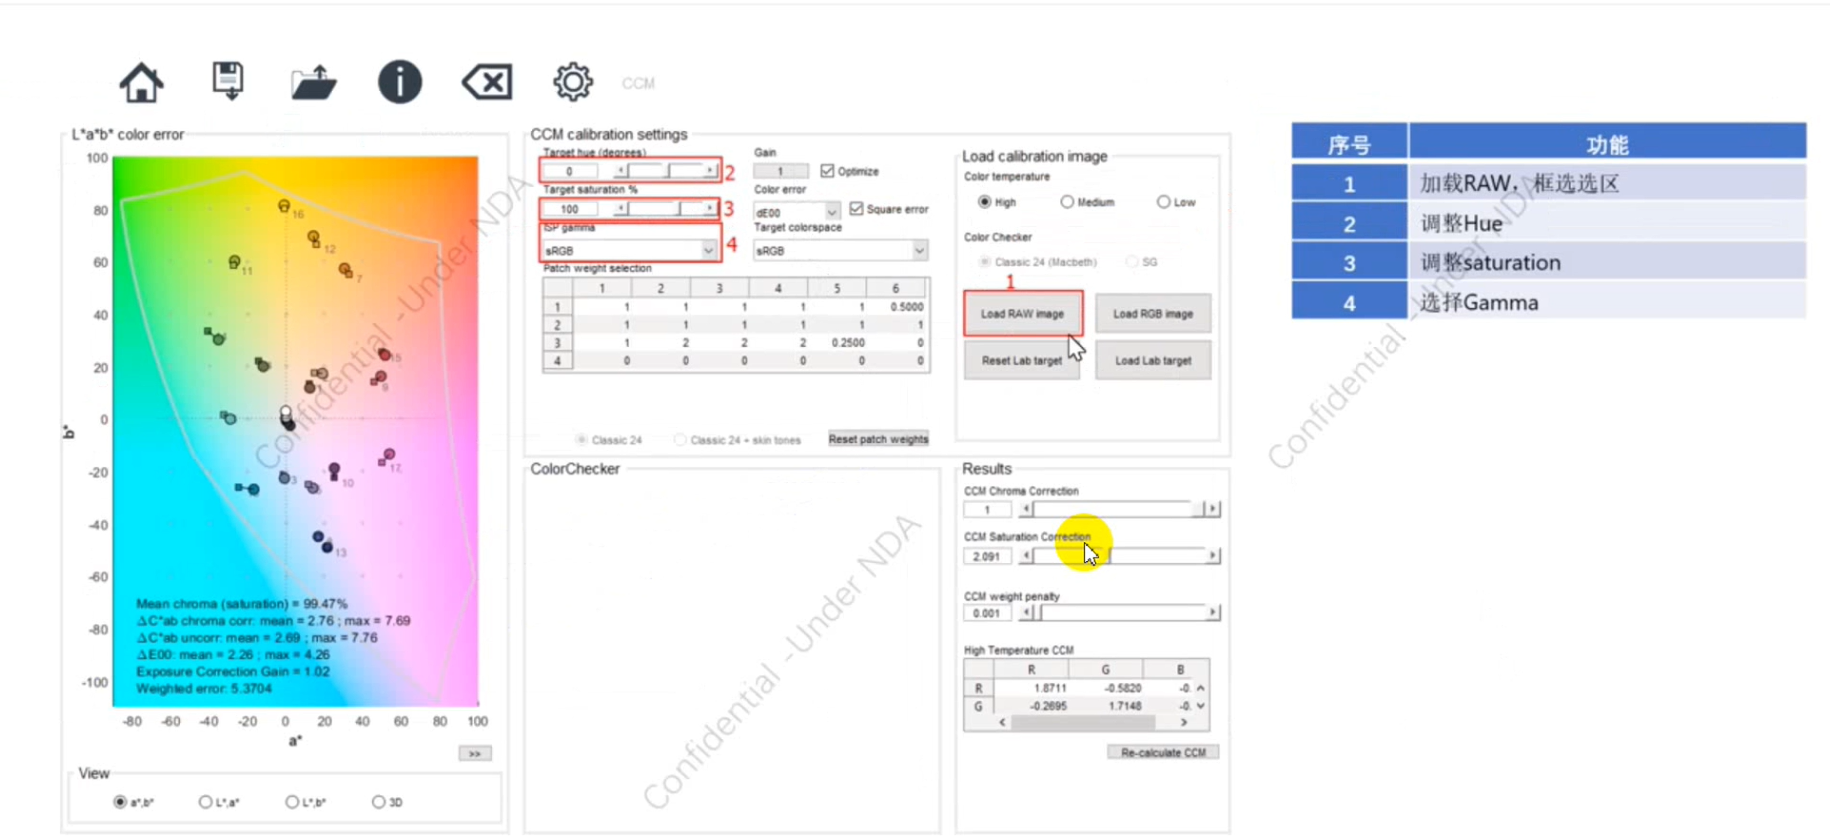 CCM
L*a*b* color error
100
80
60
40
20
0
-20
-40
-60
-80
-100
b*
16
12
11
7
15
9
17
10
3
13
Mean chroma (saturation) = 99.47%
ΔC*ab chroma corr: mean = 2.76 ; max = 7.69
ΔC*ab uncorr: mean = 2.69 ; max = 7.76
ΔE00: mean = 2.26 ; max = 4.26
Exposure Correction Gain = 1.02
Weighted error: 5.3704
-80 -60 -40 -20 0 20 40 60 80 100
a*
>>
View
a*,b* L*,a* L*,b* 3D
CCM calibration settings
Target hue (degrees)
0
2
Gain
1
Optimize
Target saturation %
100
3
Color error
dE00
Square error
ISP gamma
sRGB
4
Target colorspace
sRGB
Patch weight selection
1 2 3 4 5 6
1 1 1 1 1 1 0.5000
2 1 1 1 1 1 1
3 1 2 2 2 0.2500 0
4 0 0 0 0 0 0
Classic 24 Classic 24 + skin tones Reset patch weights
Load calibration image
Color temperature
High Medium Low
Color Checker
Classic 24 (Macbeth) SG
1
Load RAW image Load RGB image
Reset Lab target Load Lab target
ColorChecker
Results
CCM Chroma Correction
1
CCM Saturation Correction
2.091
CCM weight penalty
0.001
High Temperature CCM
R G B
R 1.8711 -0.5820 -0.
G -0.2695 1.7148 -0.
Re-calculate CCM
序号 功能
1 加载RAW，框选选区
2 调整Hue
3 调整saturation
4 选择Gamma
Confidential -Under NDA
Confidential -Under NDA
Confidential -Under NDA